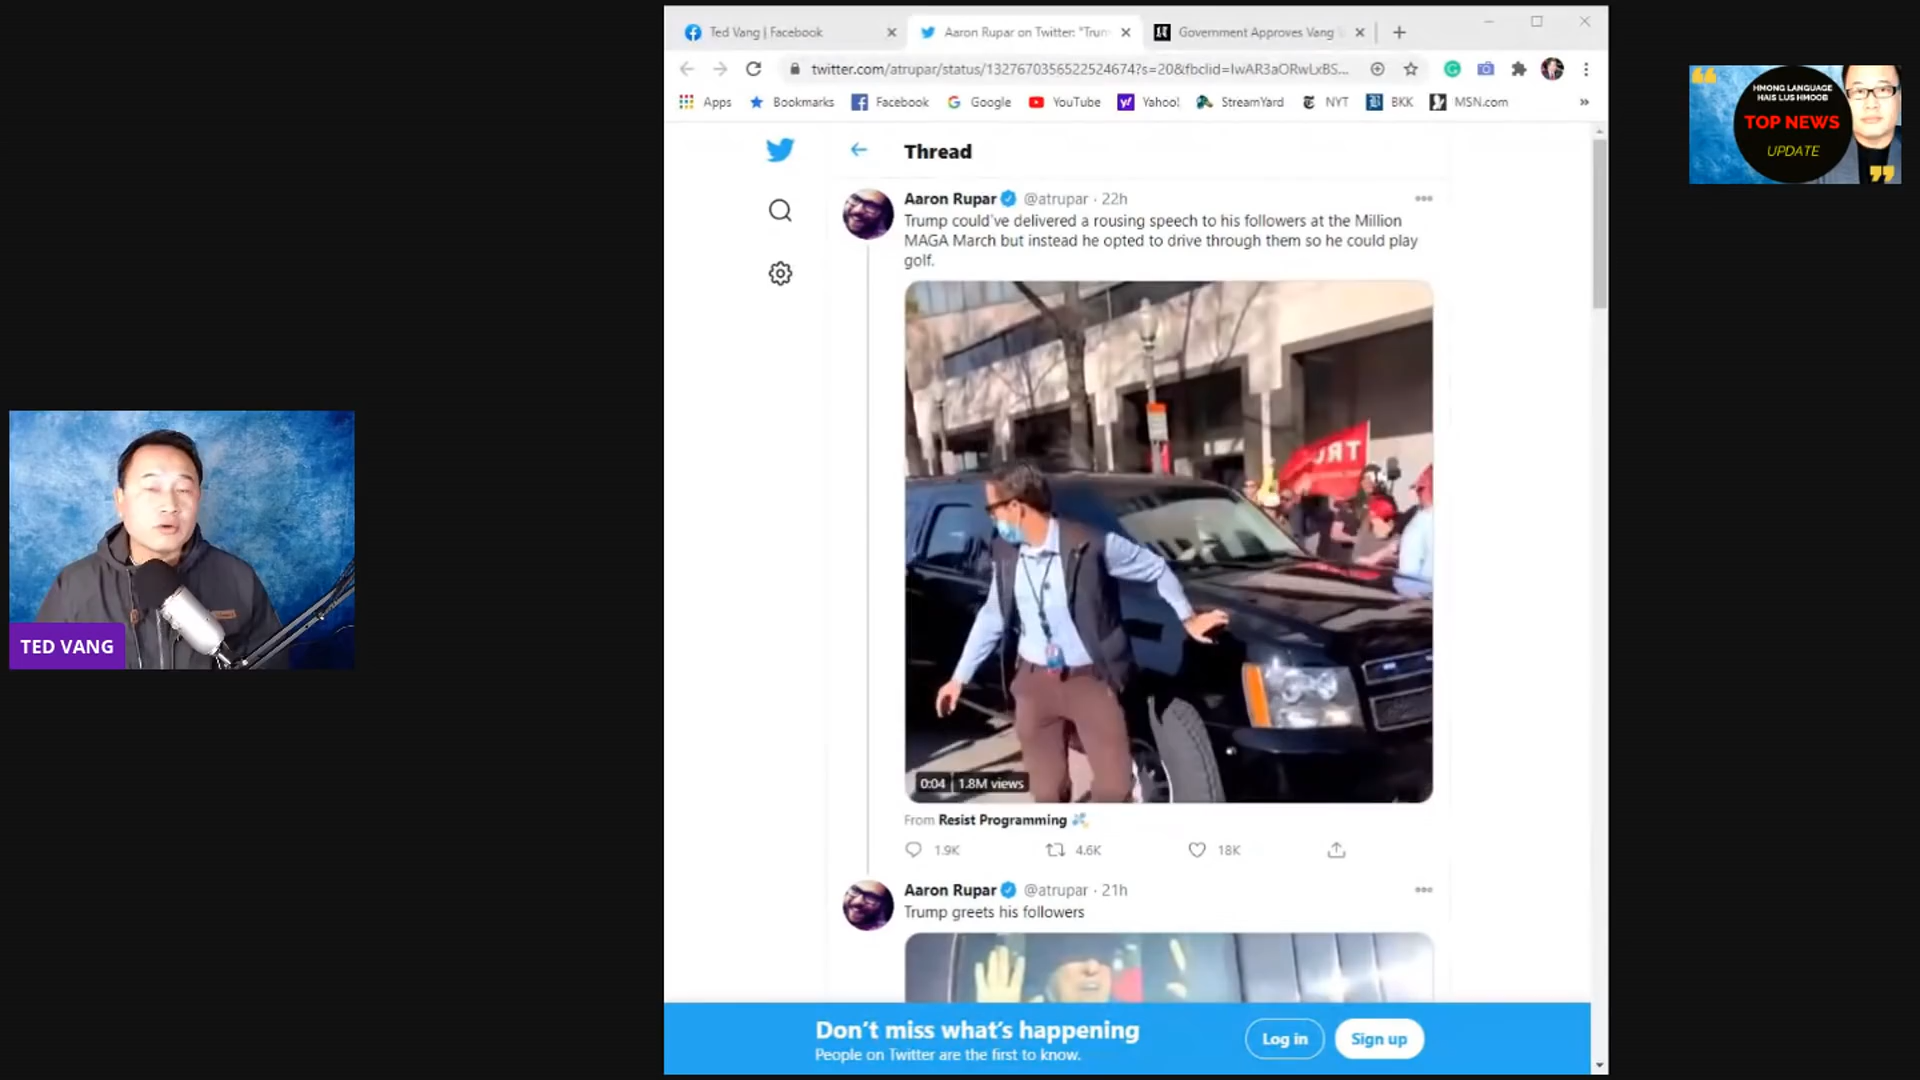 Ted Vang | Facebook
Aaron Rupar on Twitter: "Trum
Government Approves Vang
twitter.com/atrupar/status/1327670356522524674?s=20&fbclid=IwAR3aORwLxBS...
Apps
Bookmarks
Facebook
Google
YouTube
Yahoo!
StreamYard
NYT
BKK
MSN.com
»
HMONG LANGUAGE
HAIS LUS HMOOB
TOP NEWS
UPDATE
Thread
Aaron Rupar @atrupar · 22h
Trump could've delivered a rousing speech to his followers at the Million
MAGA March but instead he opted to drive through them so he could play
golf.
TRU
0:04 | 1.8M views
From Resist Programming
1.9K
4.6K
18K
Aaron Rupar @atrupar · 21h
Trump greets his followers
TED VANG
Don't miss what's happening
People on Twitter are the first to know.
Log in
Sign up